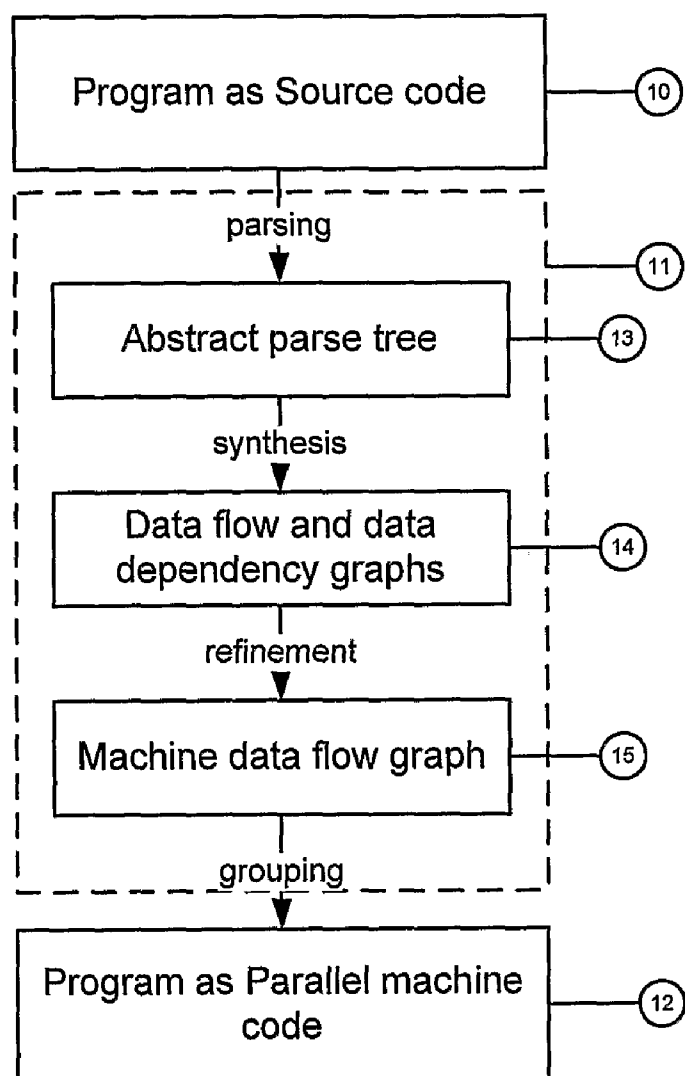 Program as Source code
10
parsing
11
Abstract parse tree
13
synthesis
Data flow and data
dependency graphs
14
refinement
Machine data flow graph
15
grouping
Program as Parallel machine
code
12